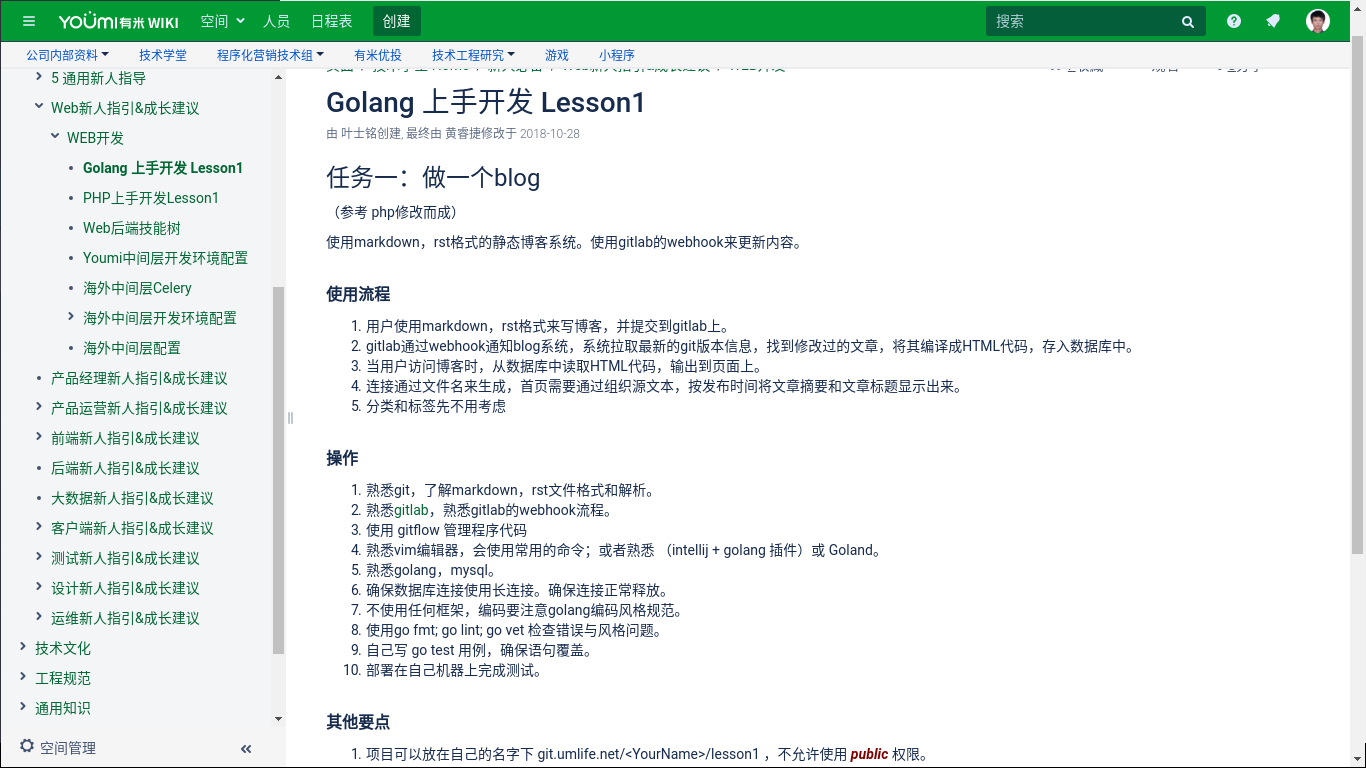 YOUMI有米 WIKI 空间 人员 日程表 创建 搜索
公司内部资料 技术学堂 程序化营销技术组 有米优投 技术工程研究 游戏 小程序
5 通用新人指导
Web新人指引&成长建议
WEB开发
Golang 上手开发 Lesson1
PHP上手开发Lesson1
Web后端技能树
Youmi中间层开发环境配置
海外中间层Celery
海外中间层开发环境配置
海外中间层配置
产品经理新人指引&成长建议
产品运营新人指引&成长建议
前端新人指引&成长建议
后端新人指引&成长建议
大数据新人指引&成长建议
客户端新人指引&成长建议
测试新人指引&成长建议
设计新人指引&成长建议
运维新人指引&成长建议
技术文化
工程规范
通用知识
空间管理
Golang 上手开发 Lesson1
由 叶士铭创建, 最终由 黄睿捷修改于 2018-10-28
任务一：做一个blog
（参考 php修改而成）
使用markdown，rst格式的静态博客系统。使用gitlab的webhook来更新内容。
使用流程
1. 用户使用markdown，rst格式来写博客，并提交到gitlab上。
2. gitlab通过webhook通知blog系统，系统拉取最新的git版本信息，找到修改过的文章，将其编译成HTML代码，存入数据库中。
3. 当用户访问博客时，从数据库中读取HTML代码，输出到页面上。
4. 连接通过文件名来生成，首页需要通过组织源文本，按发布时间将文章摘要和文章标题显示出来。
5. 分类和标签先不用考虑
操作
1. 熟悉git，了解markdown，rst文件格式和解析。
2. 熟悉gitlab，熟悉gitlab的webhook流程。
3. 使用 gitflow 管理程序代码
4. 熟悉vim编辑器，会使用常用的命令；或者熟悉 （intellij + golang 插件）或 Goland。
5. 熟悉golang，mysql。
6. 确保数据库连接使用长连接。确保连接正常释放。
7. 不使用任何框架，编码要注意golang编码风格规范。
8. 使用go fmt; go lint; go vet 检查错误与风格问题。
9. 自己写 go test 用例，确保语句覆盖。
10. 部署在自己机器上完成测试。
其他要点
1. 项目可以放在自己的名字下 git.umlife.net/<YourName>/lesson1 ，不允许使用 public 权限。